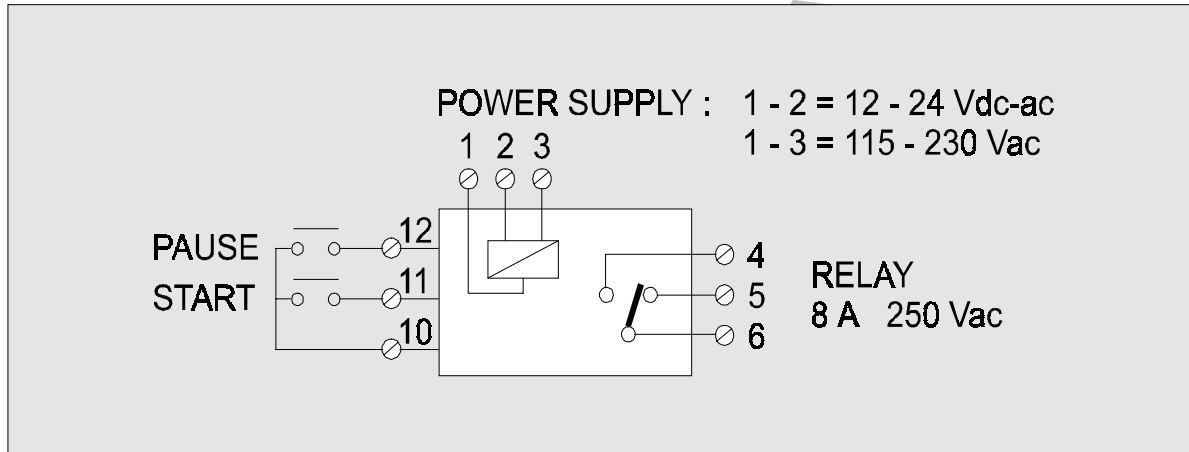 POWER SUPPLY : 1 - 2 = 12 - 24 Vdc-ac
1 - 3 = 115 - 230 Vac
1 2 3
PAUSE 12
START 11
10
4
5
6
RELAY
8 A 250 Vac